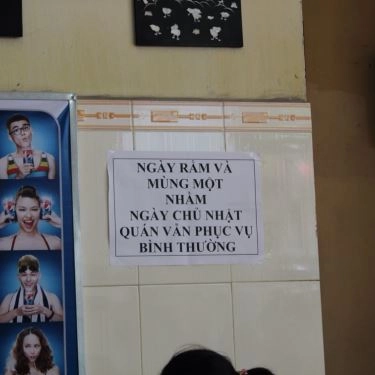 NGÀY RẰM VÀ
MÙNG MỘT
NHẰM
NGÀY CHỦ NHẬT
QUÁN VẪN PHỤC VỤ
BÌNH THƯỜNG